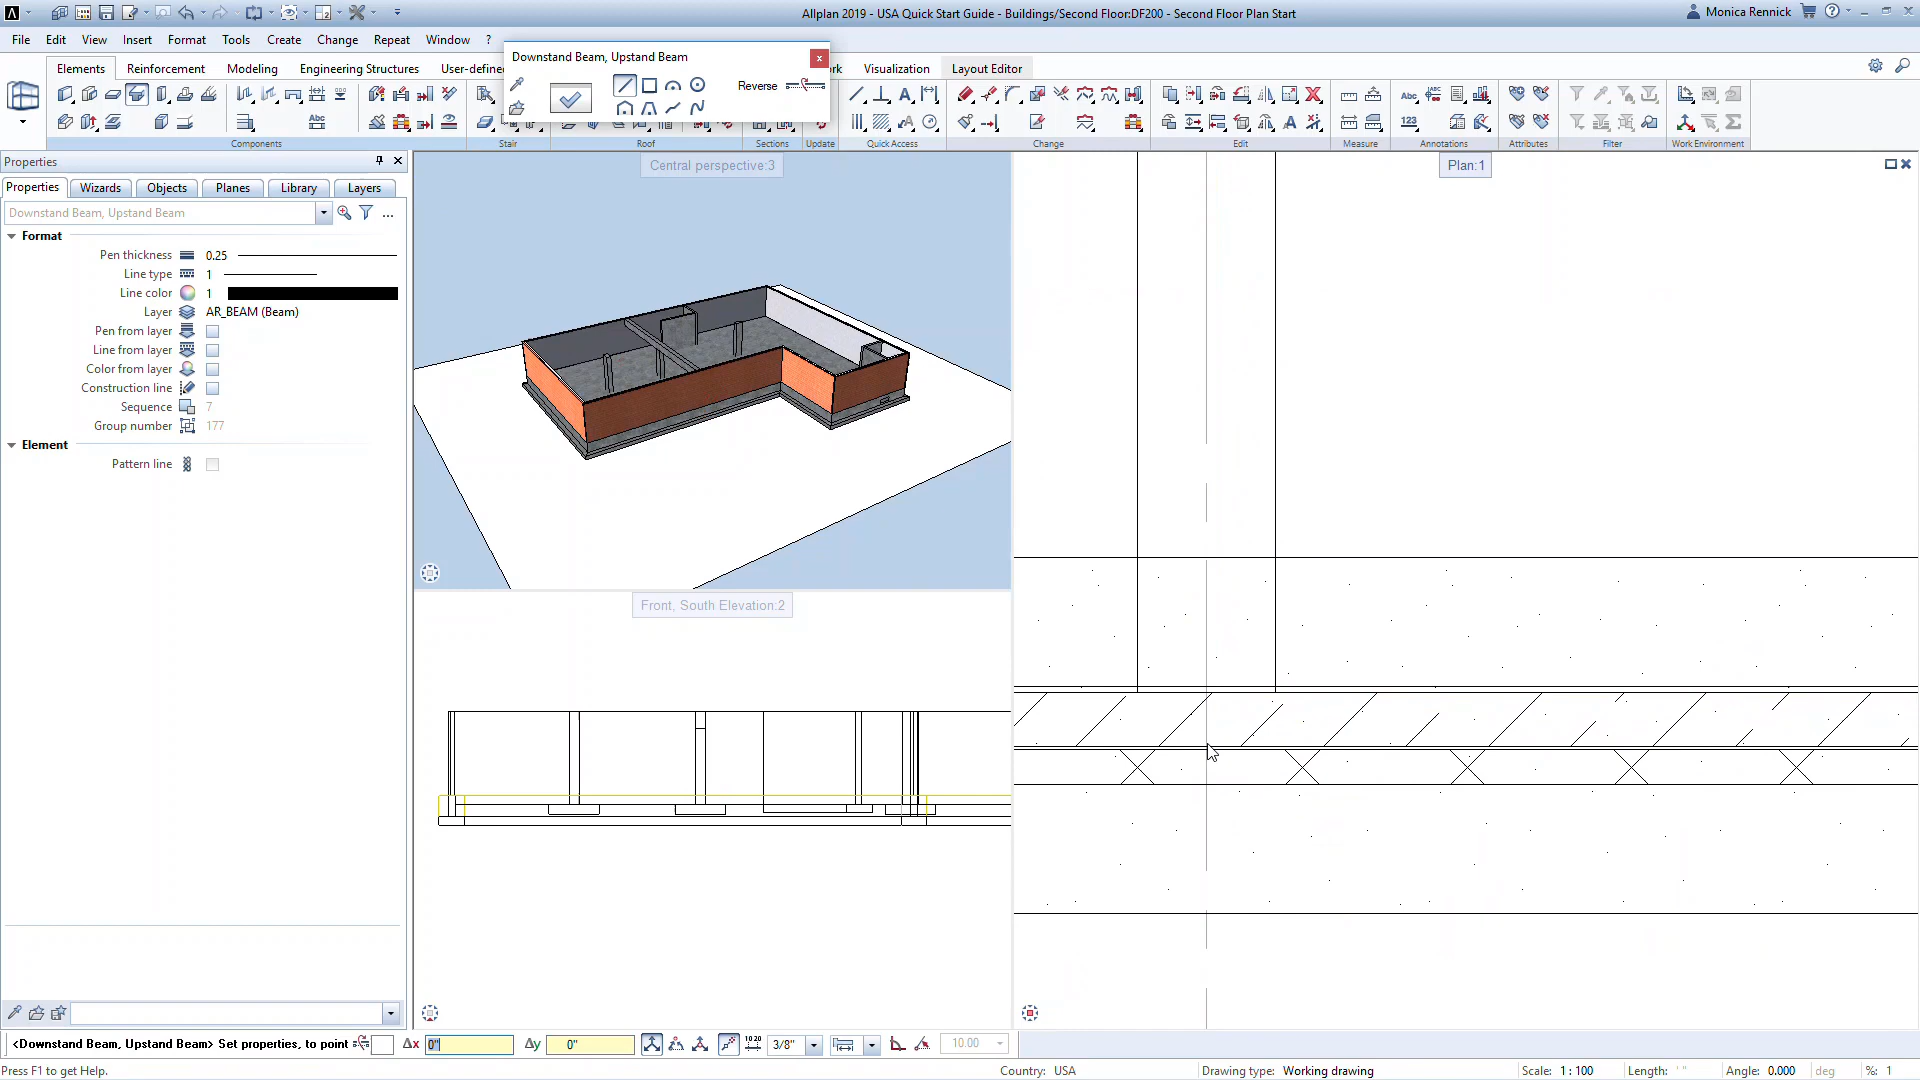 Allplan 2019 - USA Quick Start Guide - Buildings/Second Floor:DF200 - Second Floor Plan Start
Monica Rennick
File Edit View Insert Format Tools Create Change Repeat Window ?
Downstand Beam, Upstand Beam
Elements Reinforcement Modeling Engineering Structures Visualization Layout Editor
Reverse
Components Stair Roof Sections Update Quick Access Change Edit Measure Annotations Attributes Filter Work Environment
Properties
Central perspective:3
Plan:1
Properties Wizards Objects Planes Library Layers
Downstand Beam, Upstand Beam
Format
Pen thickness 0.25
Line type 1
Line color 1
Layer AR_BEAM (Beam)
Pen from layer
Line from layer
Color from layer
Construction line
Sequence 7
Group number 177
Element
Pattern line
Front, South Elevation:2
<Downstand Beam, Upstand Beam> Set properties, to point Δx 0" Δy 0" 3/8" 10.00
Press F1 to get Help.
Country: USA
Drawing type: Working drawing
Scale: 1 : 100
Length: ' "
Angle: 0.000 deg
%: 1